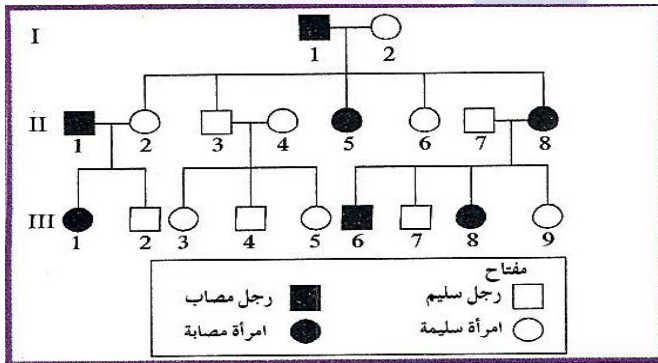 I
1 2
II
1 2 3 4 5 6 7 8
III
1 2 3 4 5 6 7 8 9
مفتاح
رجل سليم
رجل مصاب
امرأة سليمة
امرأة مصابة